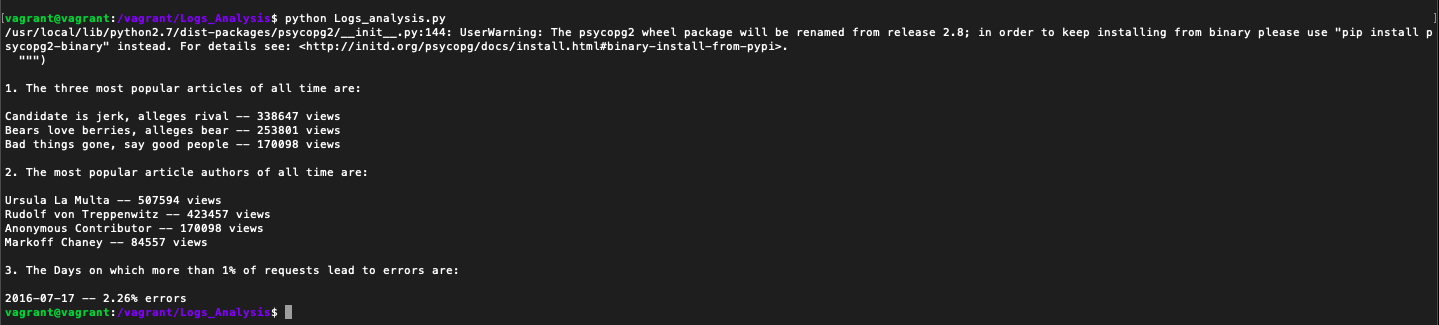 vagrant@vagrant:/vagrant/Logs_Analysis$ python Logs_analysis.py
/usr/local/lib/python2.7/dist-packages/psycopg2/__init__.py:144: UserWarning: The psycopg2 wheel package will be renamed from release 2.8; in order to keep installing from binary please use "pip install p
sycopg2-binary" instead. For details see: <http://initd.org/psycopg/docs/install.html#binary-install-from-pypi>.
  """)
1. The three most popular articles of all time are:
Candidate is jerk, alleges rival -- 338647 views
Bears love berries, alleges bear -- 253801 views
Bad things gone, say good people -- 170098 views
2. The most popular article authors of all time are:
Ursula La Multa -- 507594 views
Rudolf von Treppenwitz -- 423457 views
Anonymous Contributor -- 170098 views
Markoff Chaney -- 84557 views
3. The Days on which more than 1% of requests lead to errors are:
2016-07-17 -- 2.26% errors
vagrant@vagrant:/vagrant/Logs_Analysis$